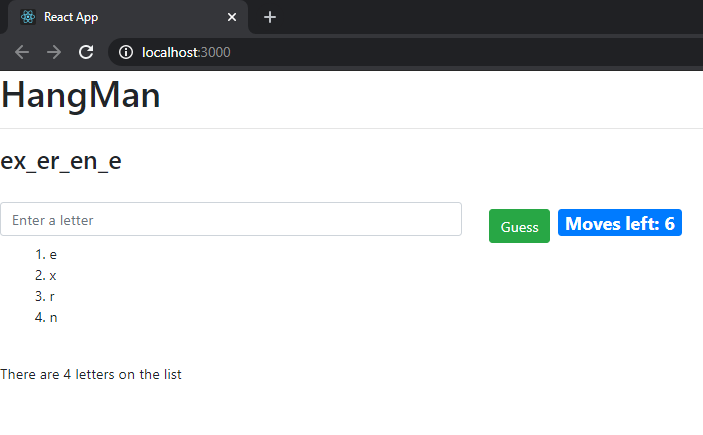 React App
localhost:3000
HangMan
ex_er_en_e
Enter a letter
Guess
Moves left: 6
1. e
2. x
3. r
4. n
There are 4 letters on the list